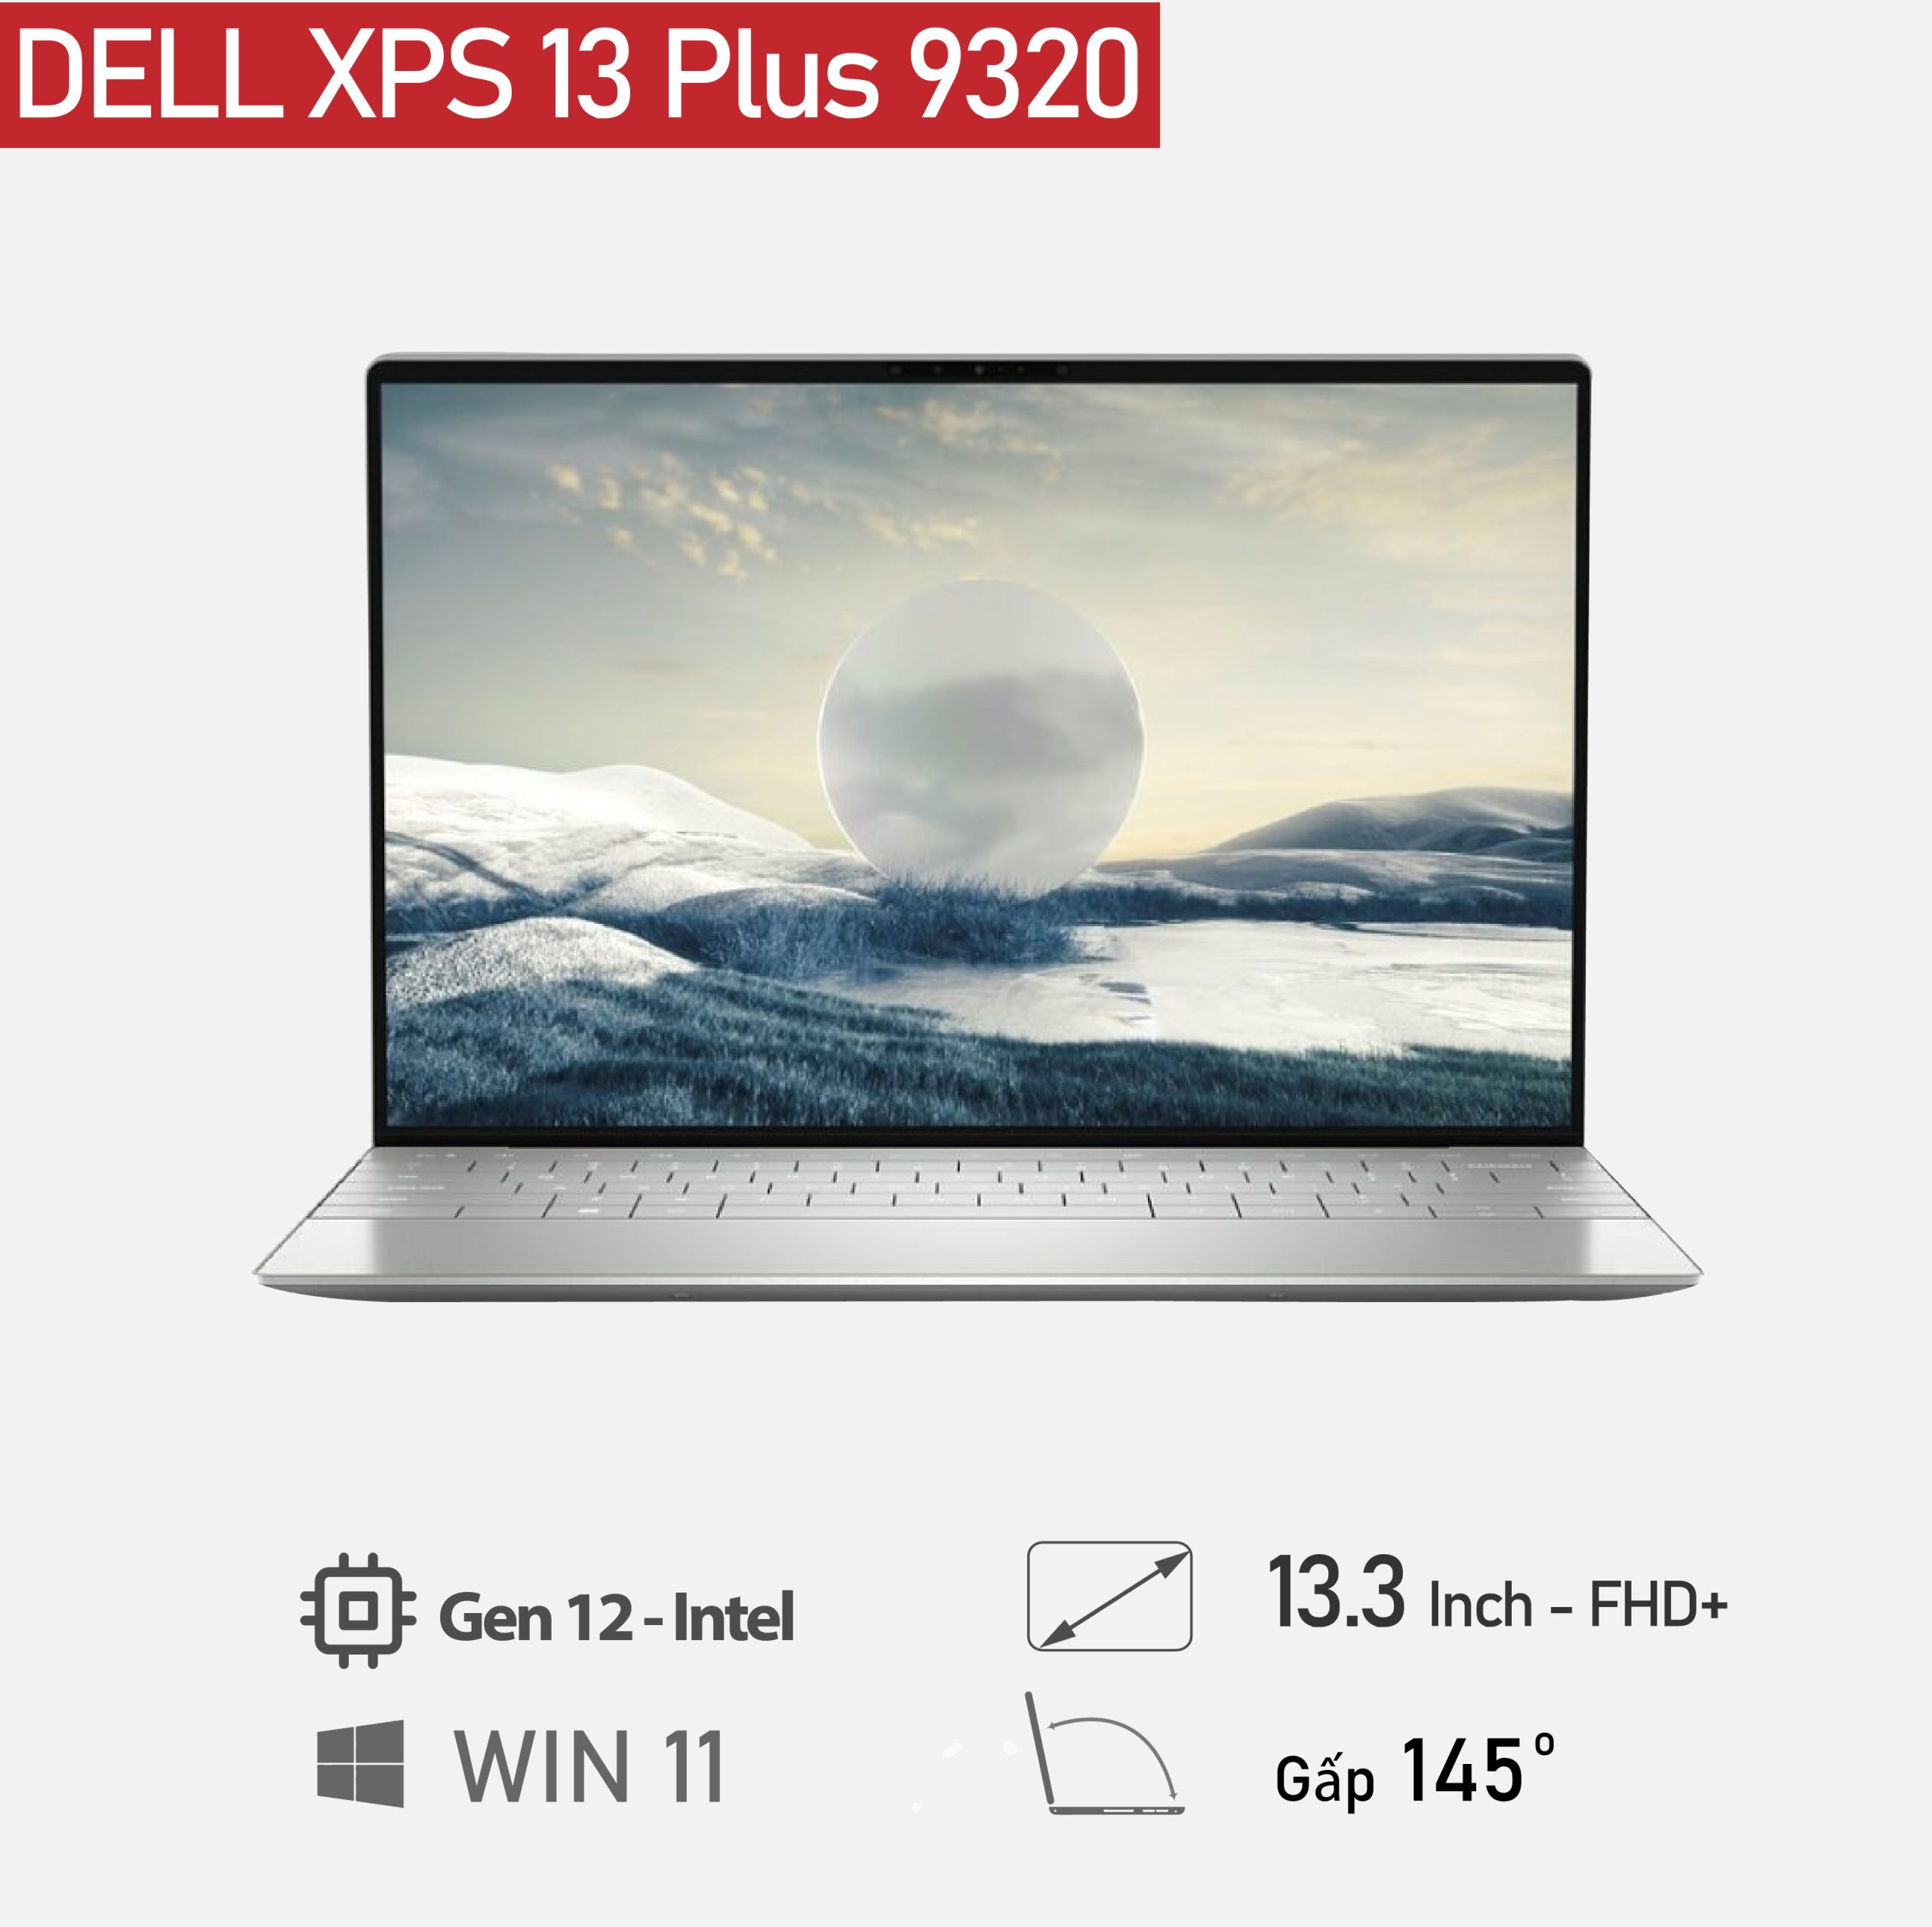 DELL XPS 13 Plus 9320
Gen 12 - Intel
13.3 Inch - FHD+
WIN 11
Gấp 145°